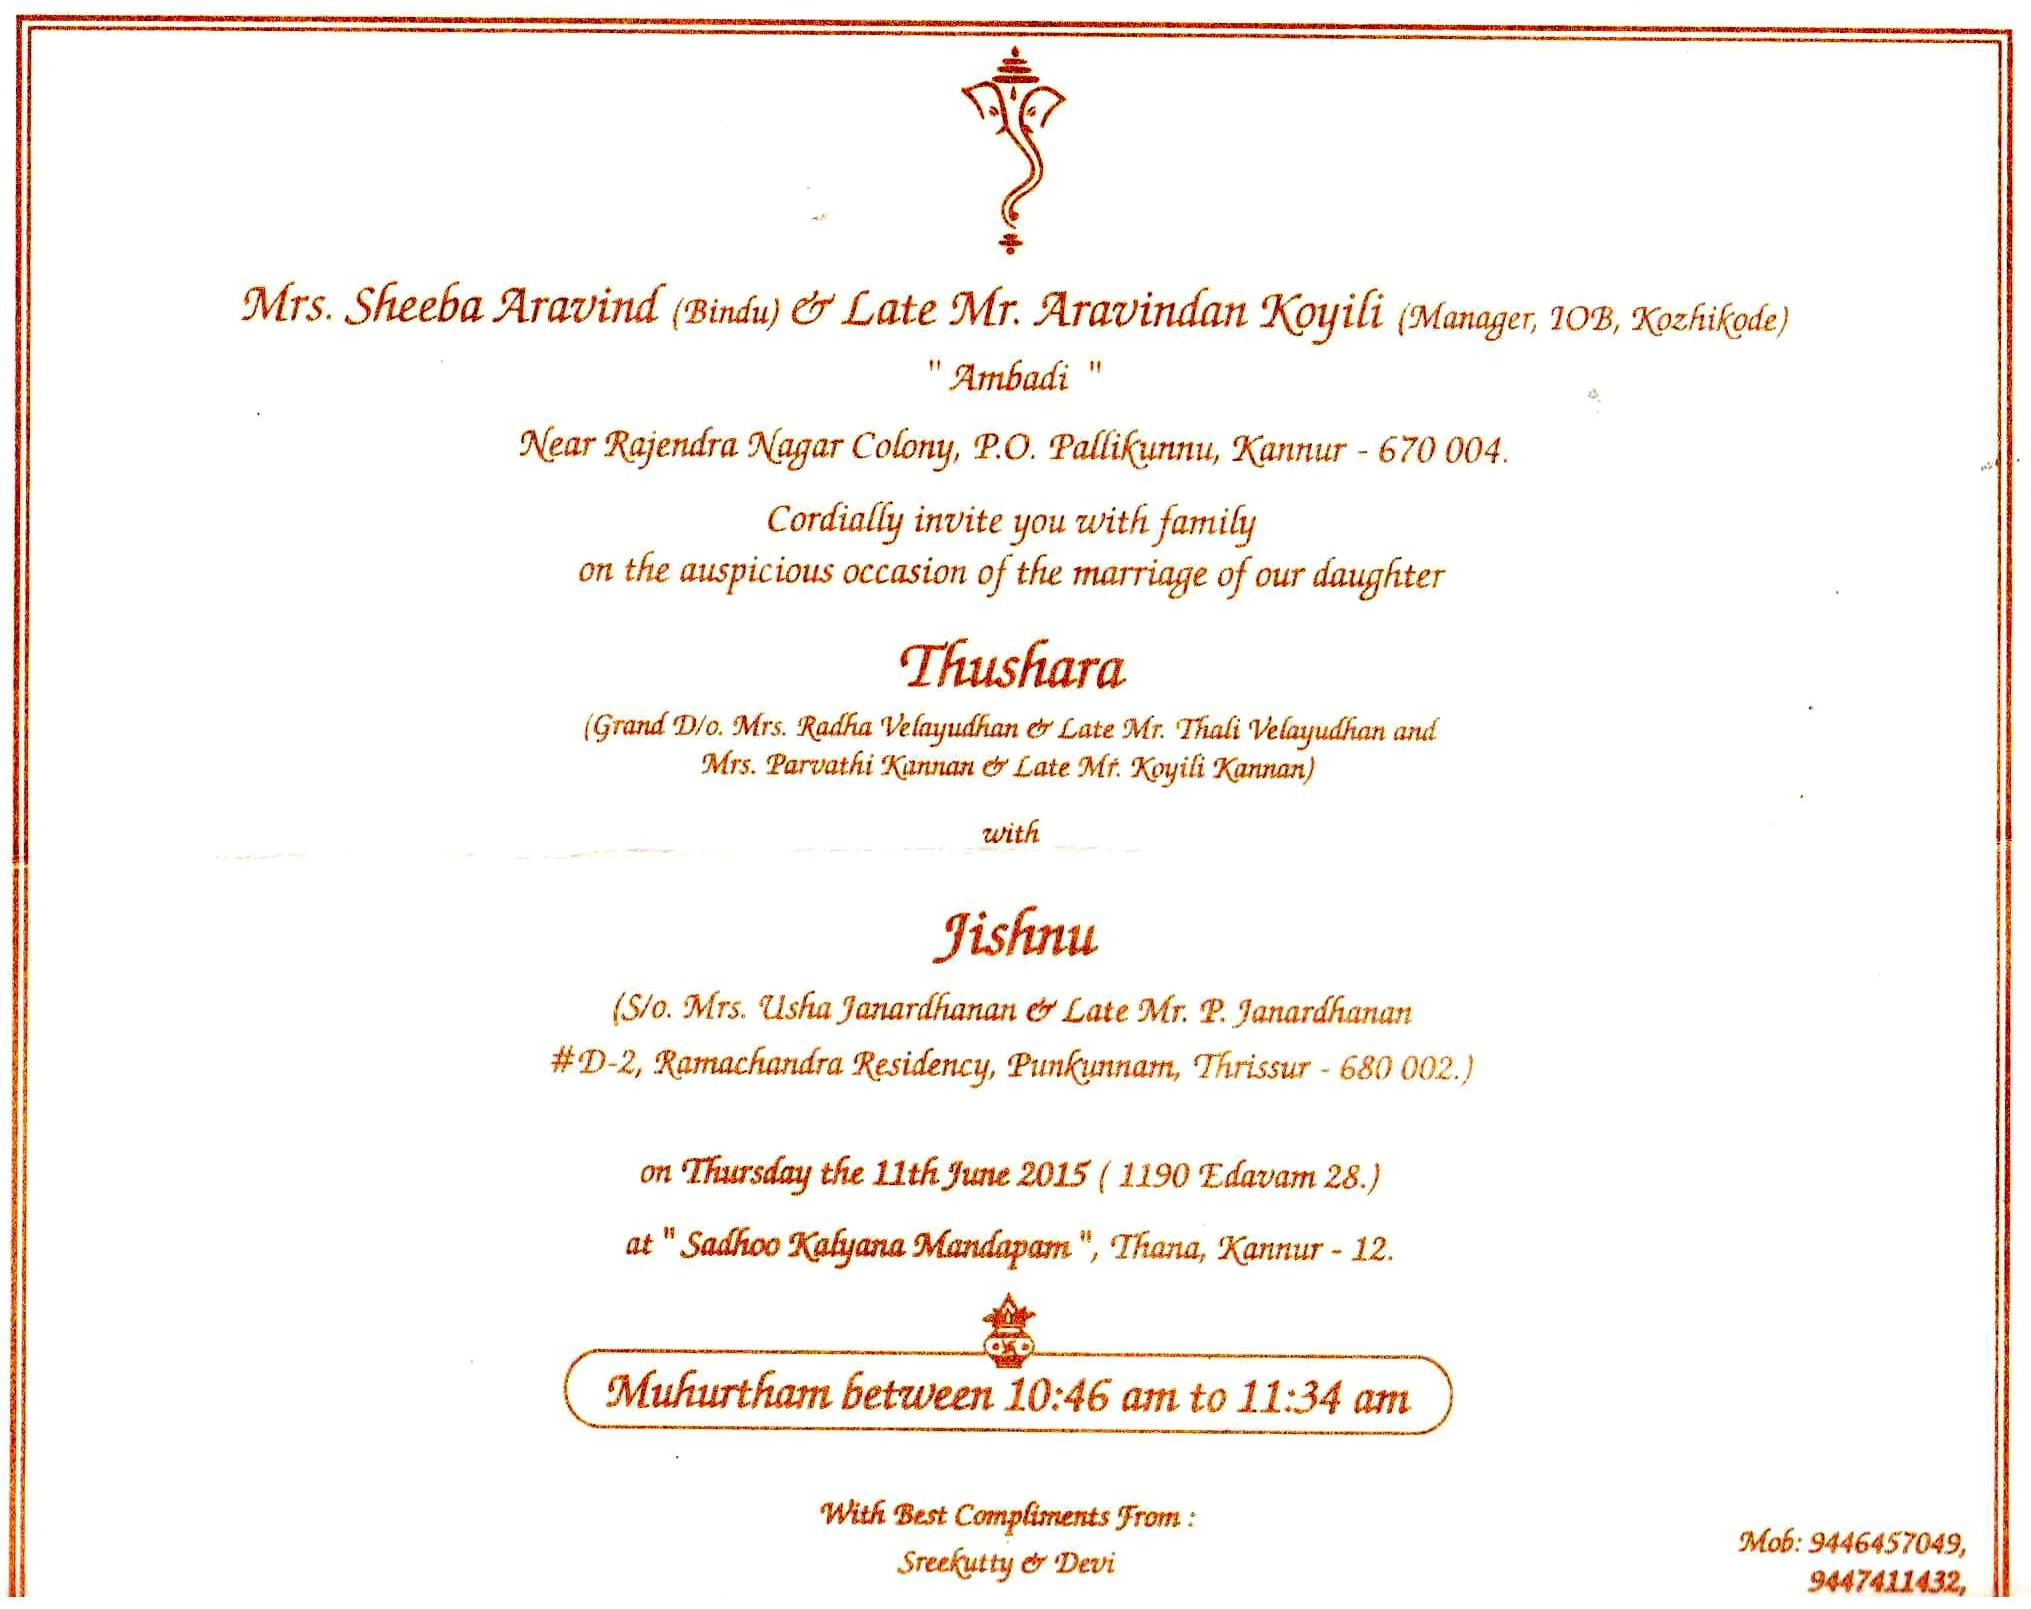 Mrs. Sheeba Aravind (Bindu) & Late Mr. Aravindan Koyili (Manager, IOB, Kozhikode)
" Ambadi "
Near Rajendra Nagar Colony, P.O. Pallikunnu, Kannur - 670 004.
Cordially invite you with family
on the auspicious occasion of the marriage of our daughter
Thushara
(Grand D/o. Mrs. Radha Velayudhan & Late Mr. Thali Velayudhan and
Mrs. Parvathi Kannan & Late Mr. Koyili Kannan)
with
Jishnu
(S/o. Mrs. Usha Janardhanan & Late Mr. P. Janardhanan
#D-2, Ramachandra Residency, Punkunnam, Thrissur - 680 002.)
on Thursday the 11th June 2015 ( 1190 Edavam 28.)
at " Sadhoo Kalyana Mandapam ", Thana, Kannur - 12.
Muhurtham between 10:46 am to 11:34 am
With Best Compliments From :
Sreekutty & Devi
Mob: 9446457049,
9447411432,